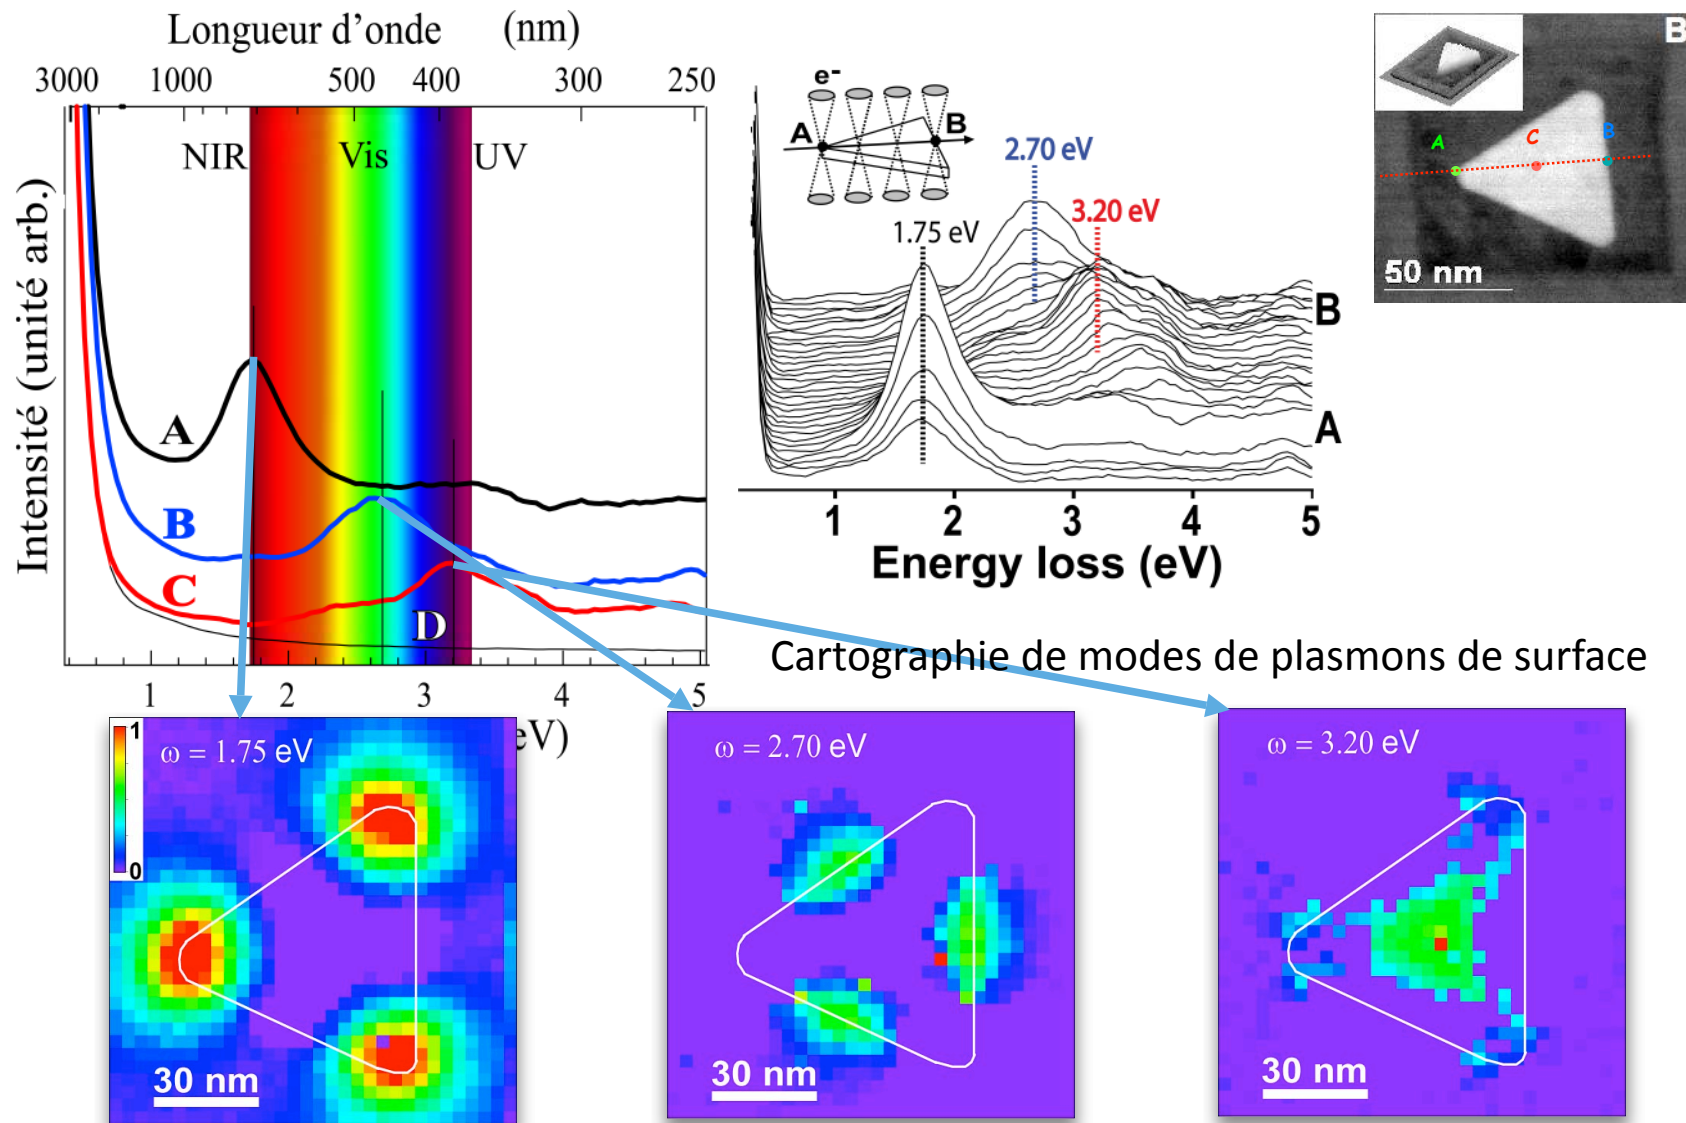 Longueur d’onde (nm)
3000 1000 500 400 300 250
NIR Vis UV
Intensité (unité arb.)
A
B
C
D
1 2 3 4 5
eV)
e-
A B
2.70 eV
3.20 eV
1.75 eV
B
A
1 2 3 4 5
Energy loss (eV)
B
A C B
50 nm
Cartographie de modes de plasmons de surface
1
0
ω = 1.75 eV
30 nm
ω = 2.70 eV
30 nm
ω = 3.20 eV
30 nm